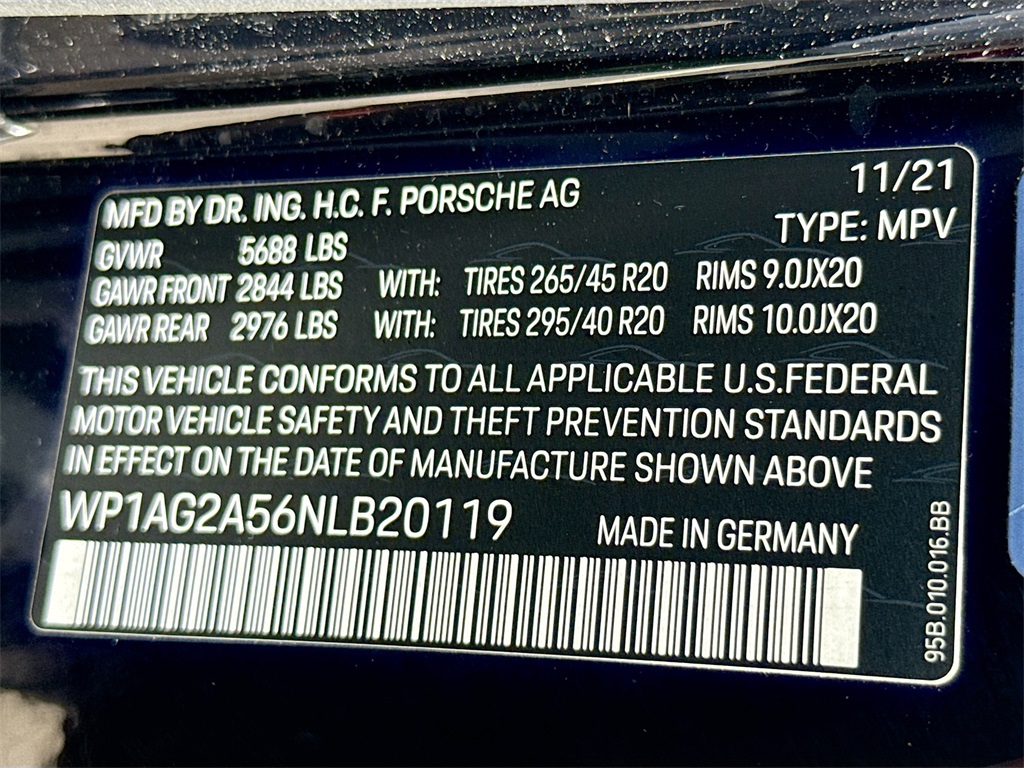 MFD BY DR. ING. H.C. F. PORSCHE AG 11/21
GVWR 5688 LBS TYPE: MPV
GAWR FRONT 2844 LBS WITH: TIRES 265/45 R20 RIMS 9.0JX20
GAWR REAR 2976 LBS WITH: TIRES 295/40 R20 RIMS 10.0JX20
THIS VEHICLE CONFORMS TO ALL APPLICABLE U.S.FEDERAL
MOTOR VEHICLE SAFETY AND THEFT PREVENTION STANDARDS
IN EFFECT ON THE DATE OF MANUFACTURE SHOWN ABOVE
WP1AG2A56NLB20119 MADE IN GERMANY
95B.010.016.BB